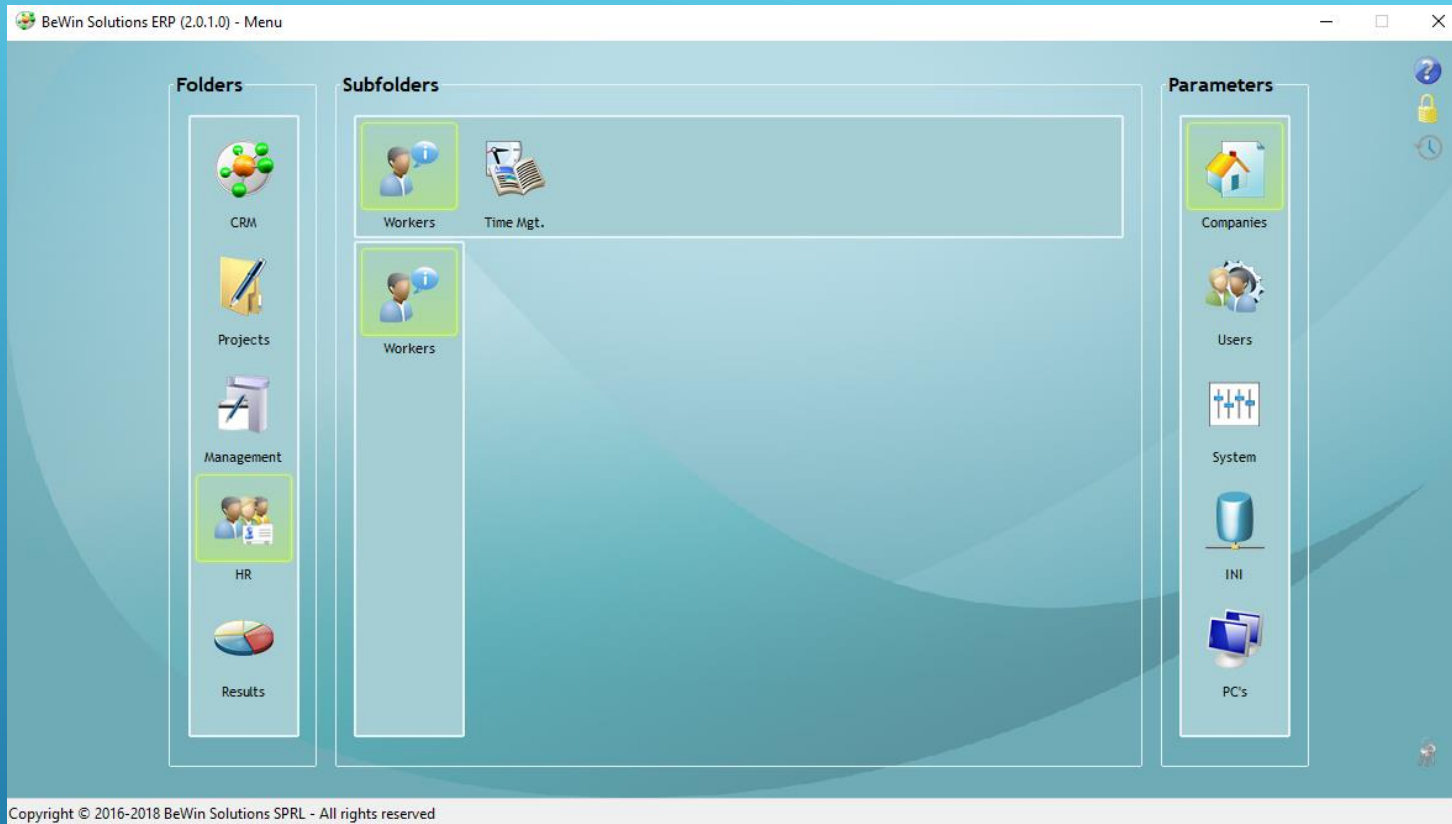 BeWin Solutions ERP (2.0.1.0) - Menu
Folders
Subfolders
Parameters
CRM
Projects
Management
HR
Results
Workers
Time Mgt.
Workers
Companies
Users
System
INI
PC's
Copyright © 2016-2018 BeWin Solutions SPRL - All rights reserved